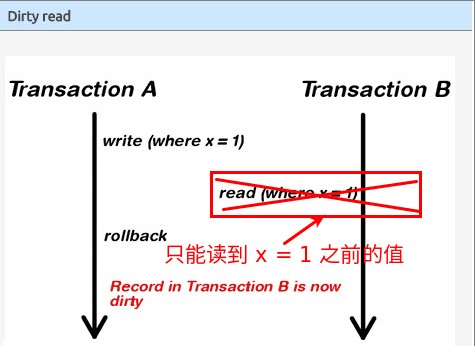 Dirty read
Transaction A
Transaction B
write (where x = 1)
read (where x = 1)
rollback
只能读到 x = 1 之前的值
Record in Transaction B is now
dirty